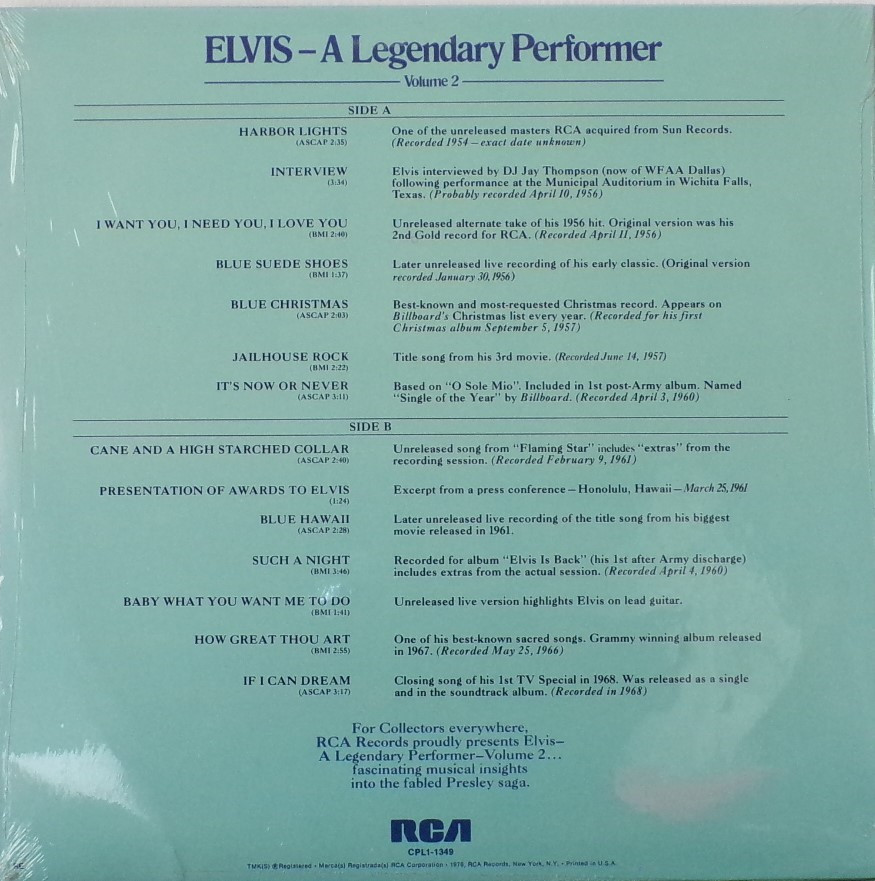 ELVIS – A Legendary Performer
Volume 2
SIDE A
HARBOR LIGHTS
(ASCAP 2:35)
One of the unreleased masters RCA acquired from Sun Records.
(Recorded 1954 – exact date unknown)
INTERVIEW
(3:34)
Elvis interviewed by DJ Jay Thompson (now of WFAA Dallas)
following performance at the Municipal Auditorium in Wichita Falls,
Texas. (Probably recorded April 10, 1956)
I WANT YOU, I NEED YOU, I LOVE YOU
(BMI 2:40)
Unreleased alternate take of his 1956 hit. Original version was his
2nd Gold record for RCA. (Recorded April 11, 1956)
BLUE SUEDE SHOES
(BMI 1:37)
Later unreleased live recording of his early classic. (Original version
recorded January 30, 1956)
BLUE CHRISTMAS
(ASCAP 2:03)
Best-known and most-requested Christmas record. Appears on
Billboard's Christmas list every year. (Recorded for his first
Christmas album September 5, 1957)
JAILHOUSE ROCK
(BMI 2:22)
Title song from his 3rd movie. (Recorded June 14, 1957)
IT'S NOW OR NEVER
(ASCAP 3:11)
Based on "O Sole Mio". Included in 1st post-Army album. Named
"Single of the Year" by Billboard. (Recorded April 3, 1960)
SIDE B
CANE AND A HIGH STARCHED COLLAR
(ASCAP 2:40)
Unreleased song from "Flaming Star" includes "extras" from the
recording session. (Recorded February 9, 1961)
PRESENTATION OF AWARDS TO ELVIS
(1:24)
Excerpt from a press conference – Honolulu, Hawaii – March 25, 1961
BLUE HAWAII
(ASCAP 2:28)
Later unreleased live recording of the title song from his biggest
movie released in 1961.
SUCH A NIGHT
(BMI 3:46)
Recorded for album "Elvis Is Back" (his 1st after Army discharge)
includes extras from the actual session. (Recorded April 4, 1960)
BABY WHAT YOU WANT ME TO DO
(BMI 1:41)
Unreleased live version highlights Elvis on lead guitar.
HOW GREAT THOU ART
(BMI 2:55)
One of his best-known sacred songs. Grammy winning album released
in 1967. (Recorded May 25, 1966)
IF I CAN DREAM
(ASCAP 3:17)
Closing song of his 1st TV Special in 1968. Was released as a single
and in the soundtrack album. (Recorded in 1968)
For Collectors everywhere,
RCA Records proudly presents Elvis–
A Legendary Performer–Volume 2...
fascinating musical insights
into the fabled Presley saga.
RCA
CPL1-1349
TMK(S) ® Registered • Marca(s) Registrada(s) RCA Corporation • 1976, RCA Records, New York, N.Y. • Printed in U.S.A.